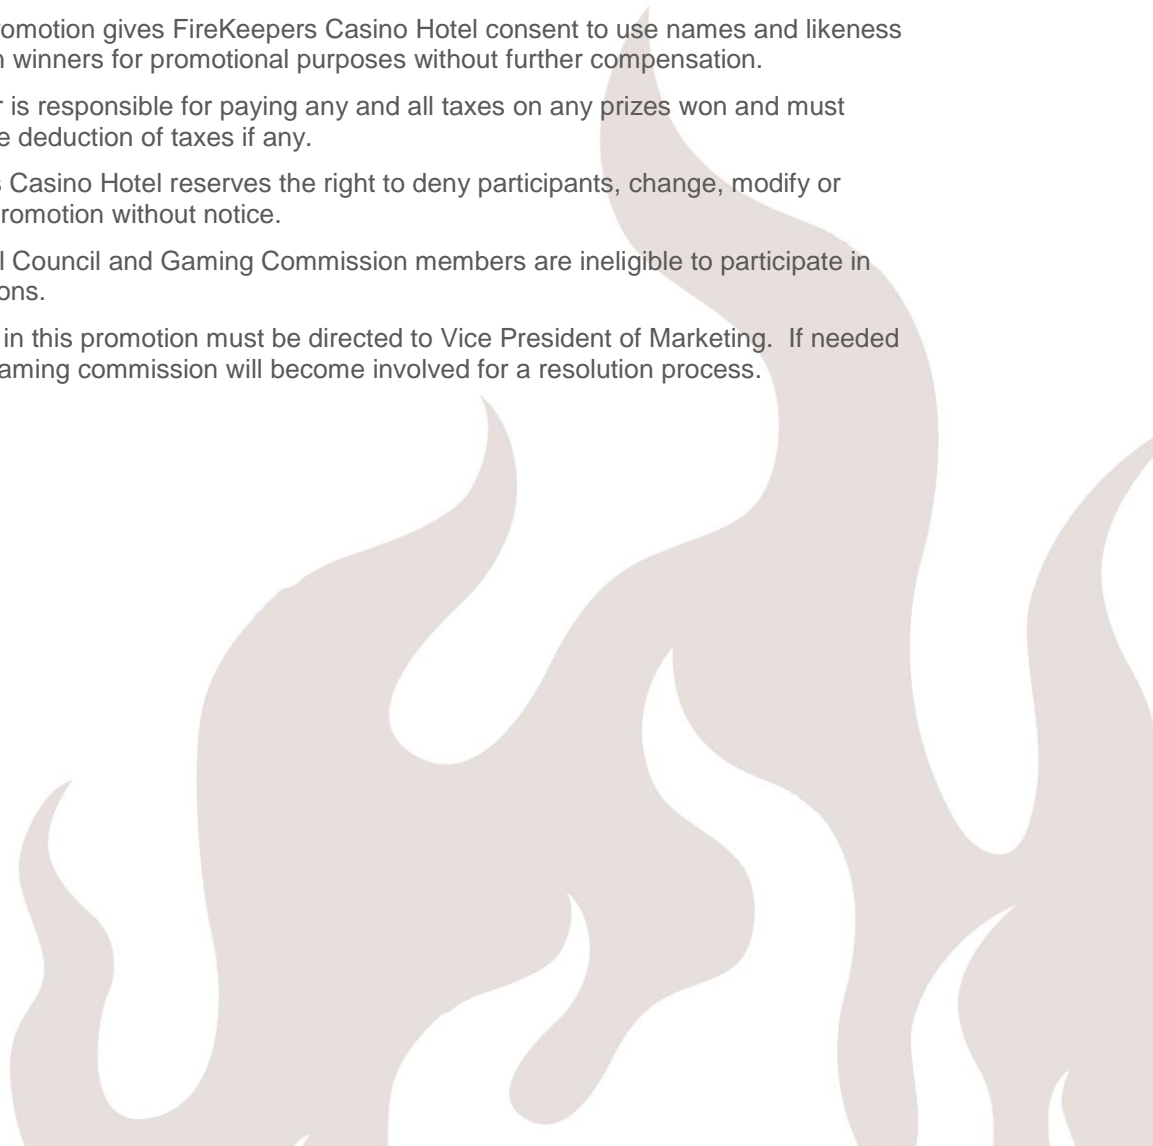 romotion gives FireKeepers Casino Hotel consent to use names and likeness
n winners for promotional purposes without further compensation.
r is responsible for paying any and all taxes on any prizes won and must
e deduction of taxes if any.
s Casino Hotel reserves the right to deny participants, change, modify or
romotion without notice.
l Council and Gaming Commission members are ineligible to participate in
ons.
in this promotion must be directed to Vice President of Marketing.  If needed
aming commission will become involved for a resolution process.